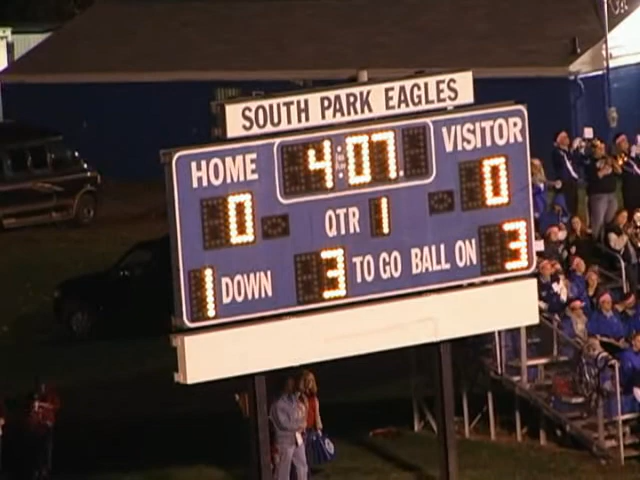 SOUTH PARK EAGLES
HOME 4:07 VISITOR
0 QTR 1 0
1 DOWN 3 TO GO BALL ON 3